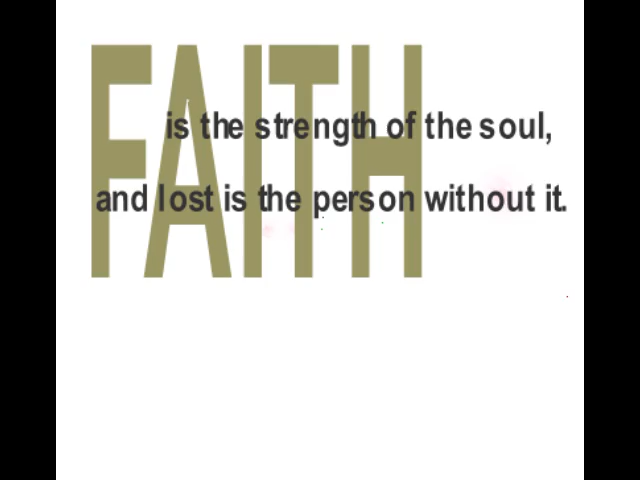 FAITH
is the strength of the soul,
and lost is the person without it.